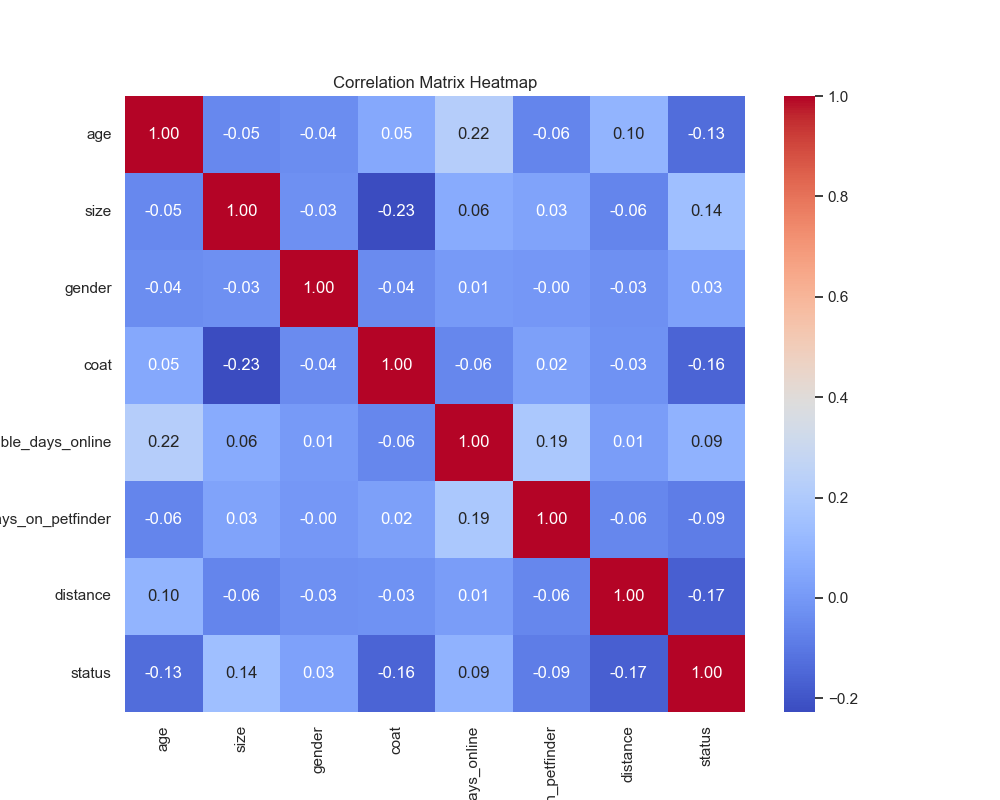 Correlation Matrix Heatmap
age 1.00 -0.05 -0.04 0.05 0.22 -0.06 0.10 -0.13
size -0.05 1.00 -0.03 -0.23 0.06 0.03 -0.06 0.14
gender -0.04 -0.03 1.00 -0.04 0.01 -0.00 -0.03 0.03
coat 0.05 -0.23 -0.04 1.00 -0.06 0.02 -0.03 -0.16
ble_days_online 0.22 0.06 0.01 -0.06 1.00 0.19 0.01 0.09
ays_on_petfinder -0.06 0.03 -0.00 0.02 0.19 1.00 -0.06 -0.09
distance 0.10 -0.06 -0.03 -0.03 0.01 -0.06 1.00 -0.17
status -0.13 0.14 0.03 -0.16 0.09 -0.09 -0.17 1.00
age size gender coat ays_online n_petfinder distance status
1.0
0.8
0.6
0.4
0.2
0.0
-0.2